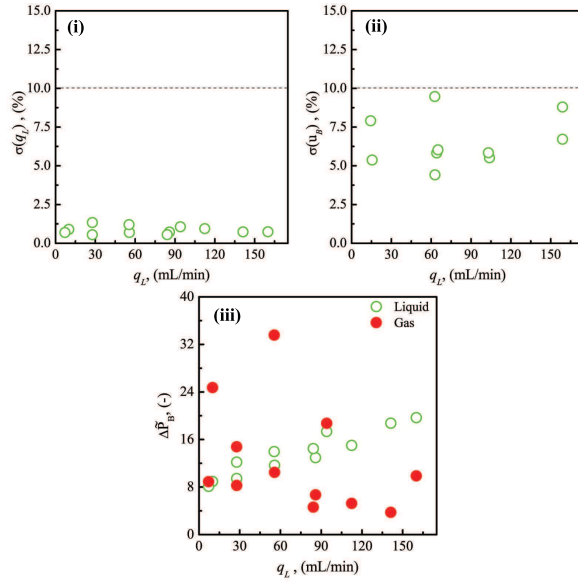 (i)
15.0
12.5
10.0
7.5
5.0
2.5
0.0
σ(q_L) , (%)
0 30 60 90 120 150
q_L, (mL/min)
(ii)
15.0
12.5
10.0
7.5
5.0
2.5
0.0
σ(u_B) , (%)
0 30 60 90 120 150
q_L, (mL/min)
(iii)
Liquid
Gas
40
32
24
16
8
0
ΔP̃_B, (-)
0 30 60 90 120 150
q_L , (mL/min)